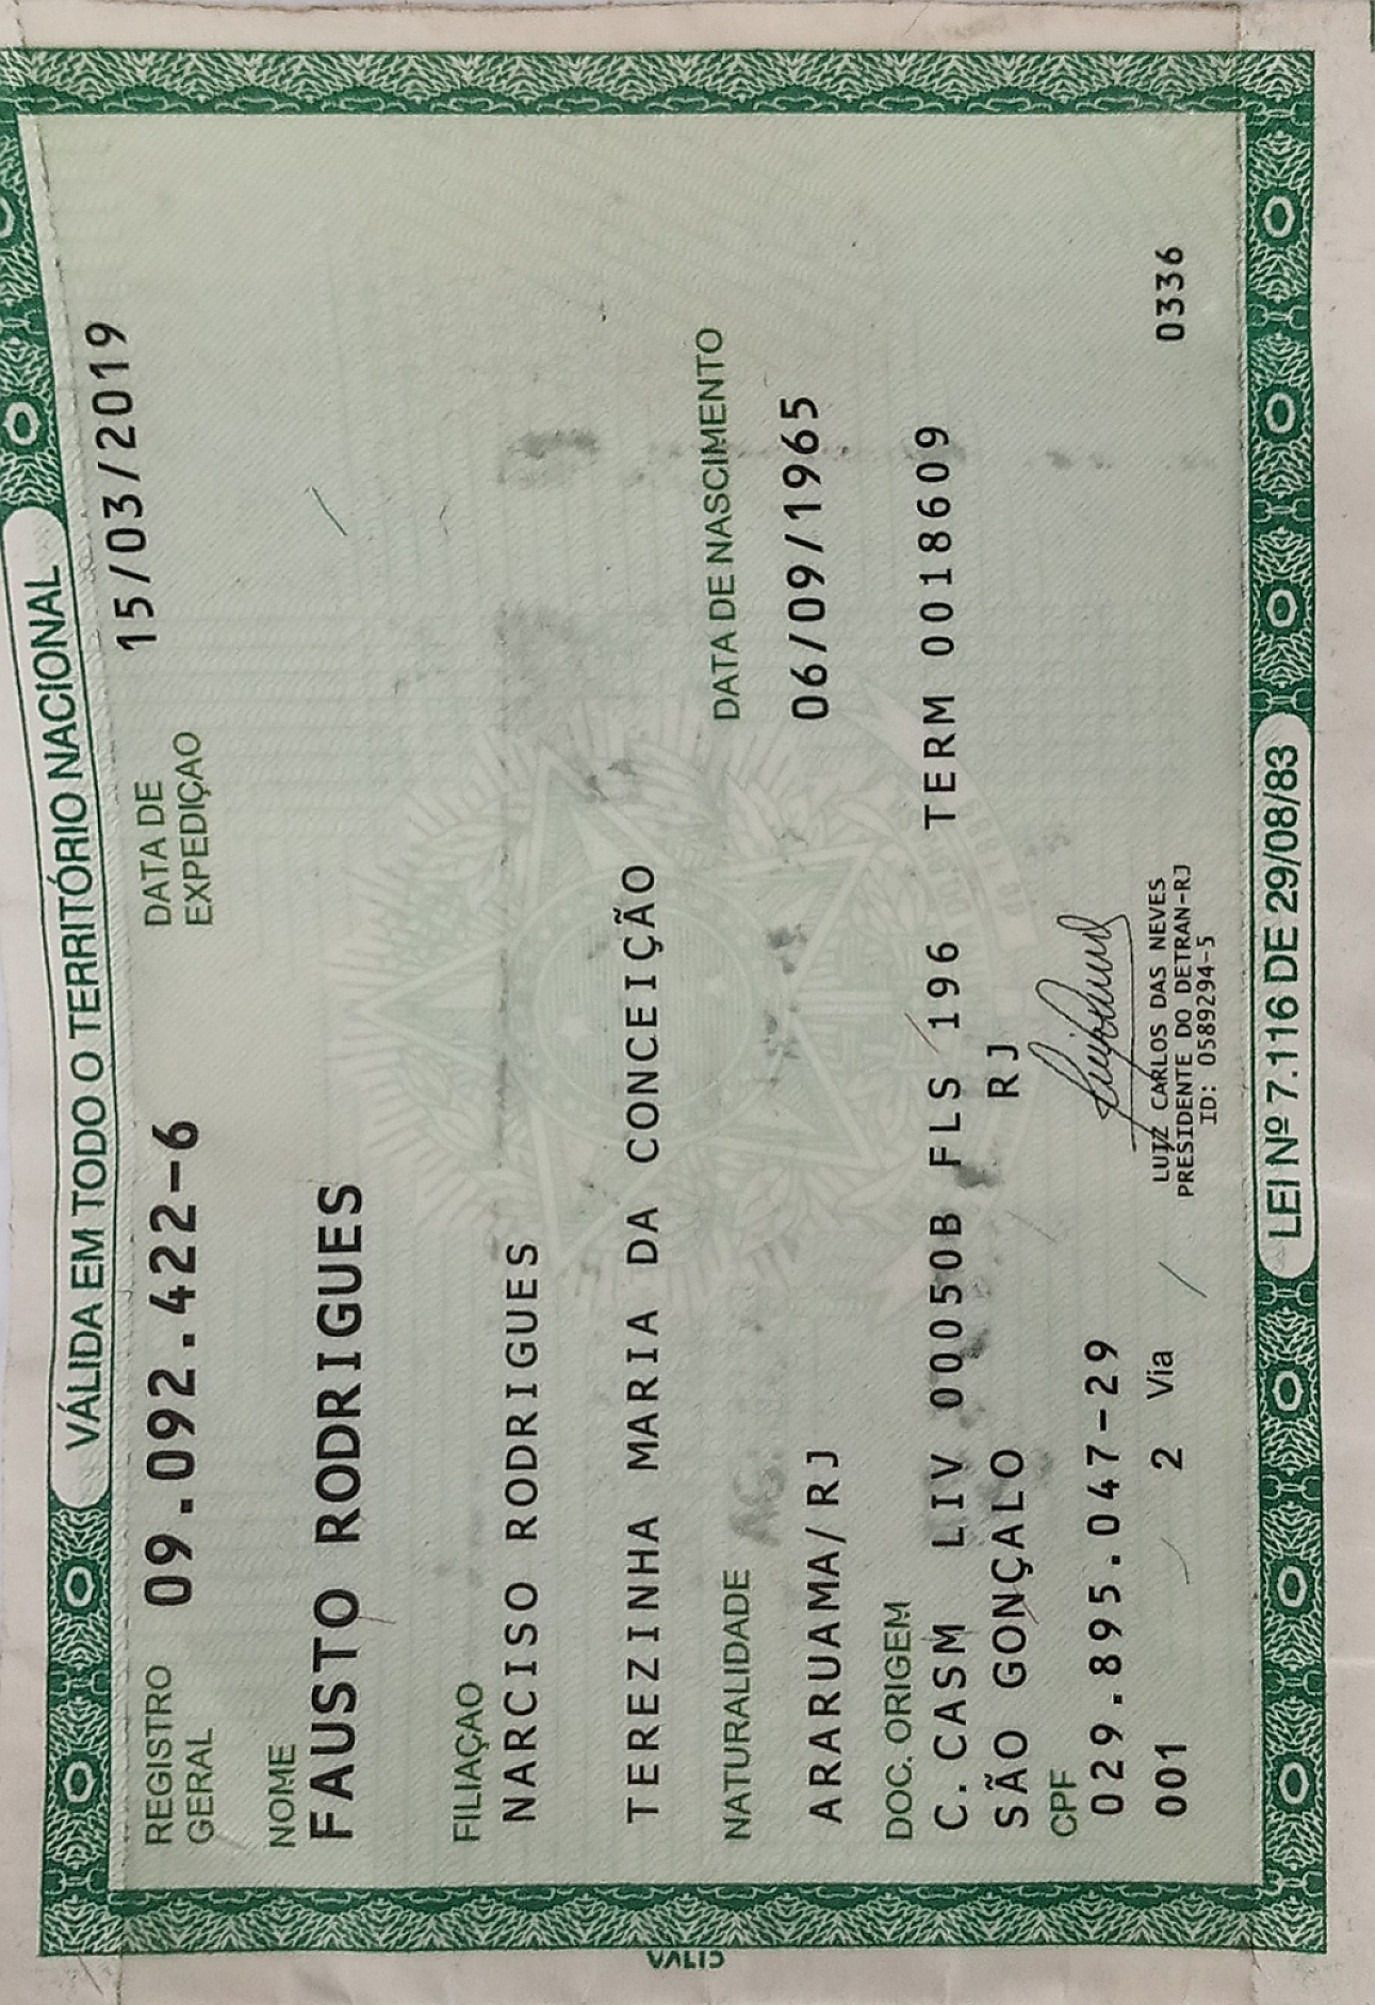 VÁLIDA EM TODO O TERRITÓRIO NACIONAL
REGISTRO GERAL 09.092.422-6 DATA DE EXPEDIÇAO 15/03/2019
NOME
FAUSTO RODRIGUES
FILIAÇAO
NARCISO RODRIGUES
TEREZINHA MARIA DA CONCEIÇÃO
NATURALIDADE DATA DE NASCIMENTO
ARARUAMA/RJ 06/09/1965
DOC. ORIGEM
C.CASM LIV 00050B FLS 196 TERM 0018609
SÃO GONÇALO RJ
CPF
029.895.047-29
001 2 Via 0336
LUIZ CARLOS DAS NEVES
PRESIDENTE DO DETRAN-RJ
ID: 0589294-5
LEI Nº 7.116 DE 29/08/83